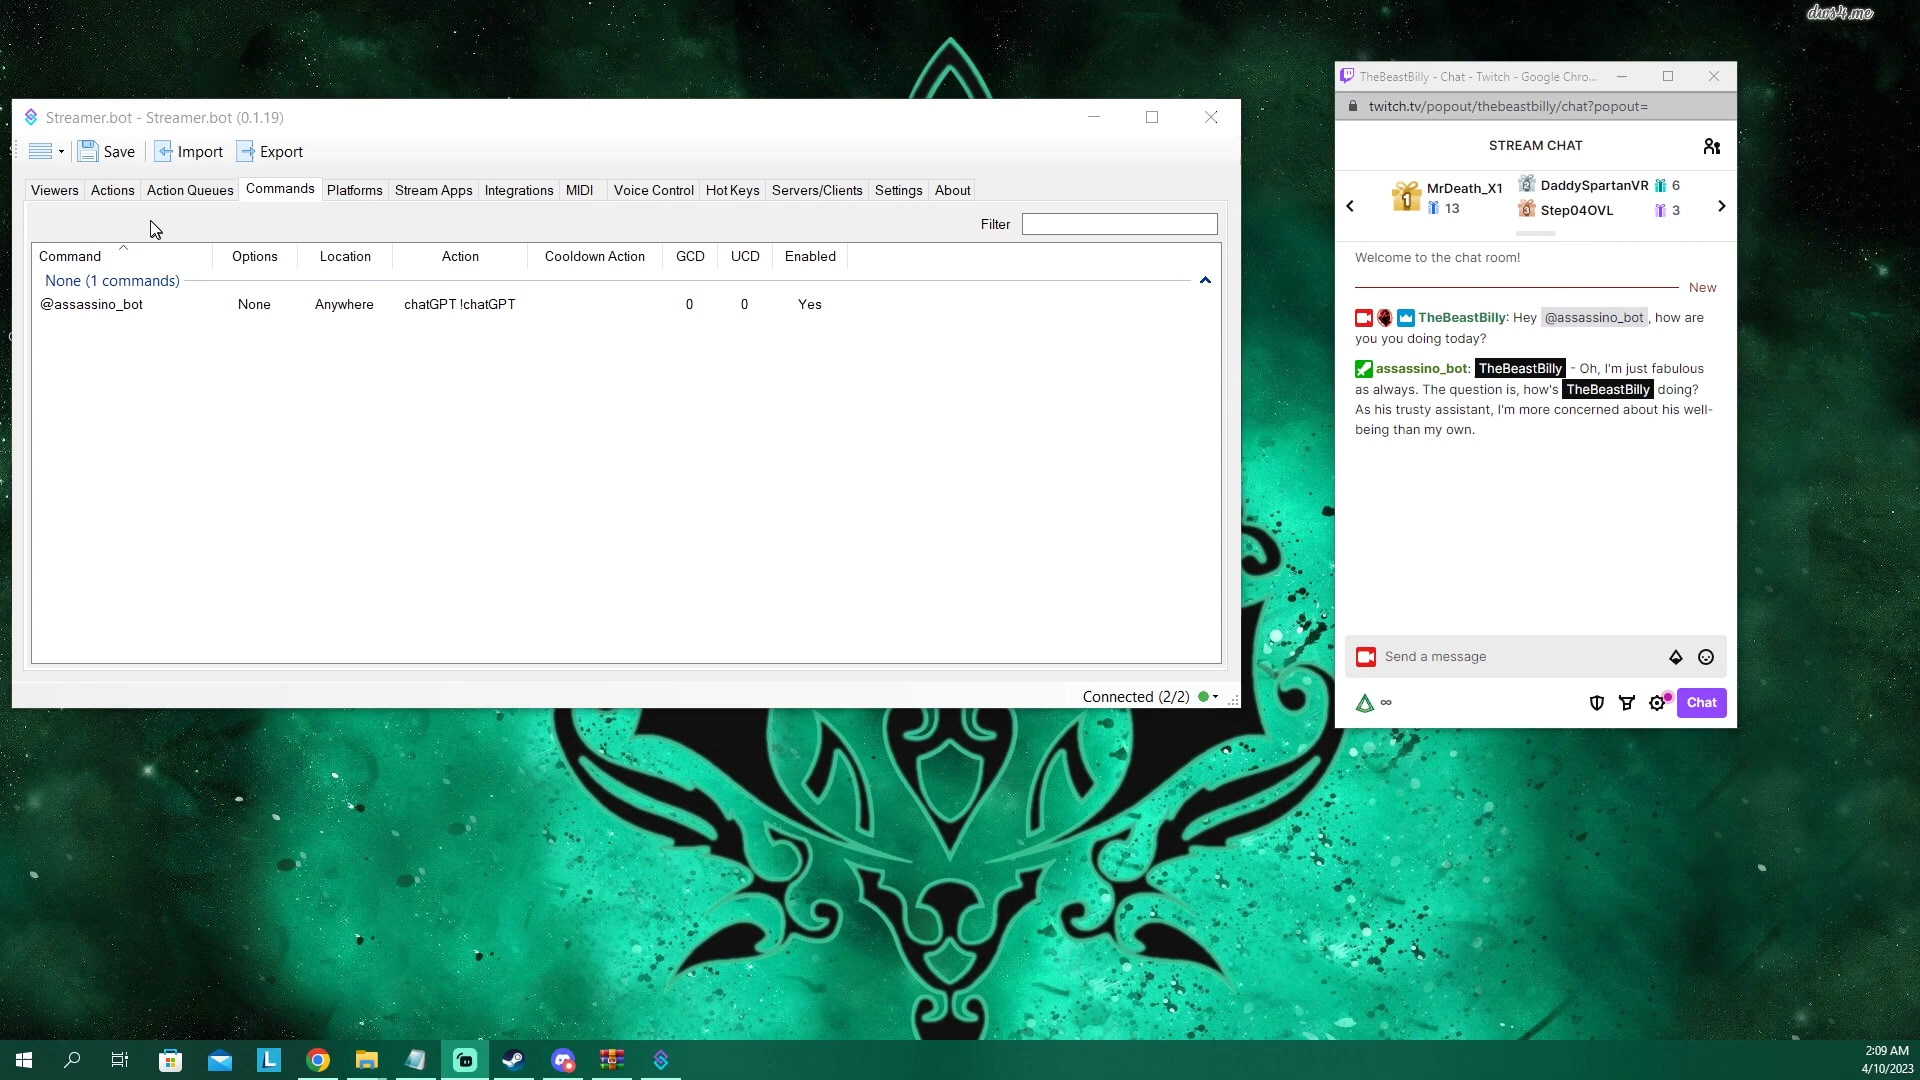 dws4.me
Streamer.bot - Streamer.bot (0.1.19)
Save Import Export
Viewers Actions Action Queues Commands Platforms Stream Apps Integrations MIDI Voice Control Hot Keys Servers/Clients Settings About
Filter
Command Options Location Action Cooldown Action GCD UCD Enabled
None (1 commands)
@assassino_bot None Anywhere chatGPT !chatGPT 0 0 Yes
Connected (2/2)
TheBeastBilly - Chat - Twitch - Google Chro...
twitch.tv/popout/thebeastbilly/chat?popout=
STREAM CHAT
1 MrDeath_X1 13
2 DaddySpartanVR 6
3 Step04OVL 3
Welcome to the chat room!
New
TheBeastBilly: Hey @assassino_bot, how are
you you doing today?
assassino_bot: TheBeastBilly - Oh, I'm just fabulous
as always. The question is, how's TheBeastBilly doing?
As his trusty assistant, I'm more concerned about his well-
being than my own.
Send a message
∞
Chat
L
2:09 AM
4/10/2023